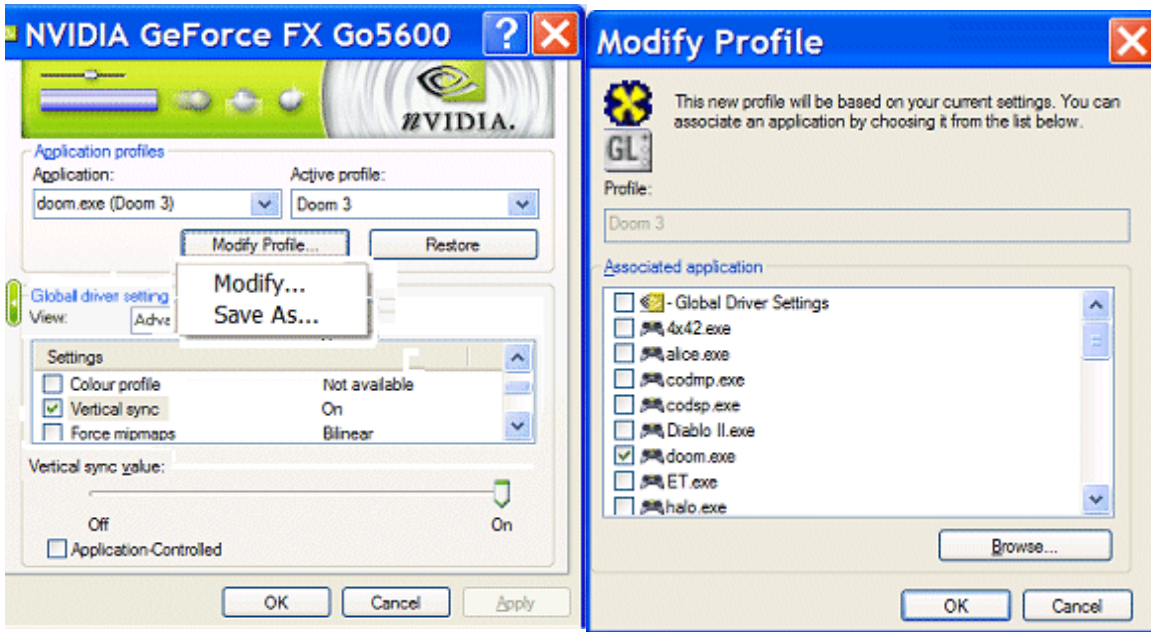 NVIDIA GeForce FX Go5600
nVIDIA.
Application profiles
Application:
Active profile:
doom.exe (Doom 3)
Doom 3
Modify Profile...
Restore
Modify...
Save As...
Global driver setting
View:
Adva
Settings
Colour profile
Not available
Vertical sync
On
Force mipmaps
Bilinear
Vertical sync value:
Off
On
Application-Controlled
OK
Cancel
Apply
Modify Profile
This new profile will be based on your current settings. You can
associate an application by choosing it from the list below.
GL
Profile:
Doom 3
Associated application
- Global Driver Settings
4x42.exe
alice.exe
codmp.exe
codsp.exe
Diablo II.exe
doom.exe
ET.exe
halo.exe
Browse...
OK
Cancel